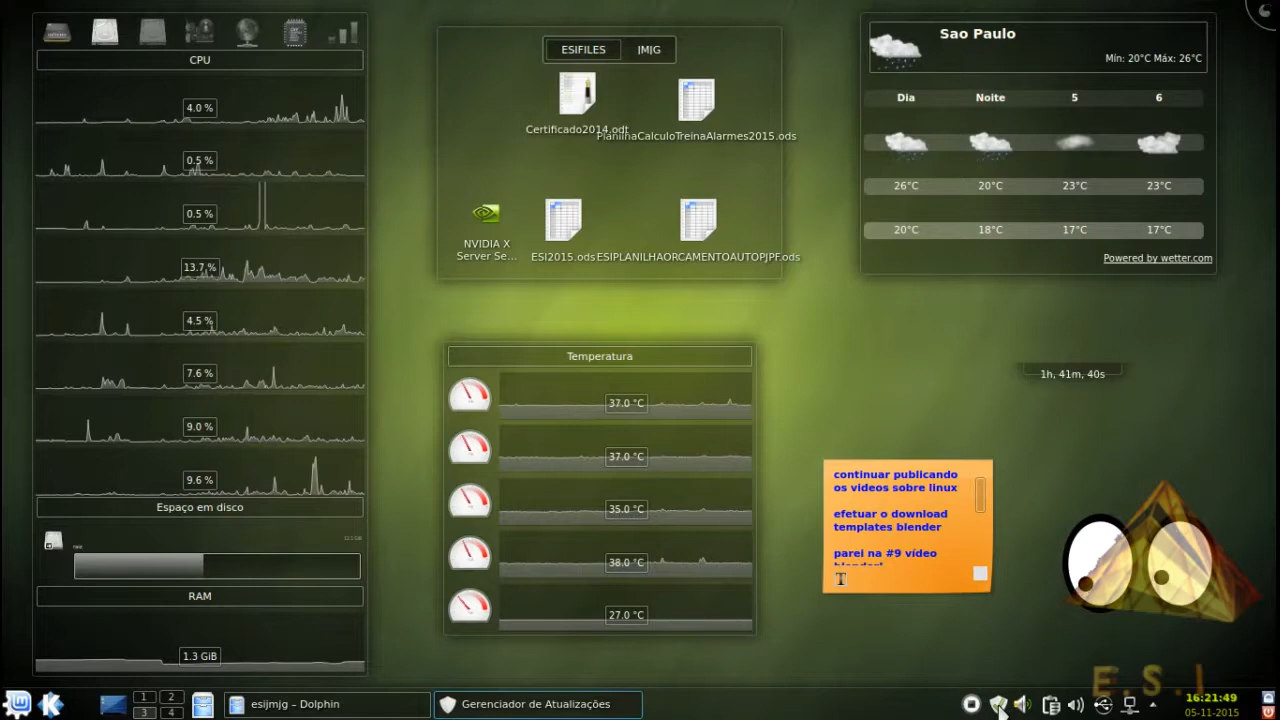 CPU
4.0 %
0.5 %
0.5 %
13.7 %
4.5 %
7.6 %
9.0 %
9.6 %
Espaço em disco
RAM
1.3 GiB
ESIFILES
IMJG
Certificado2014.odt
PlanilhaCalculoTreinaAlarmes2015.ods
NVIDIA X
Server Se...
ESI2015.ods
ESIPLANILHAORCAMENTOAUTOPJPF.ods
Temperatura
37.0 °C
37.0 °C
35.0 °C
38.0 °C
27.0 °C
Sao Paulo
Min: 20°C Máx: 26°C
Dia Noite 5 6
26°C 20°C 23°C 23°C
20°C 18°C 17°C 17°C
Powered by wetter.com
1h, 41m, 40s
continuar publicando
os videos sobre linux
efetuar o download
templates blender
parei na #9 vídeo
blender!
E.S.I
1 2
3 4
esijmjg - Dolphin
Gerenciador de Atualizações
16:21:49
05-11-2015